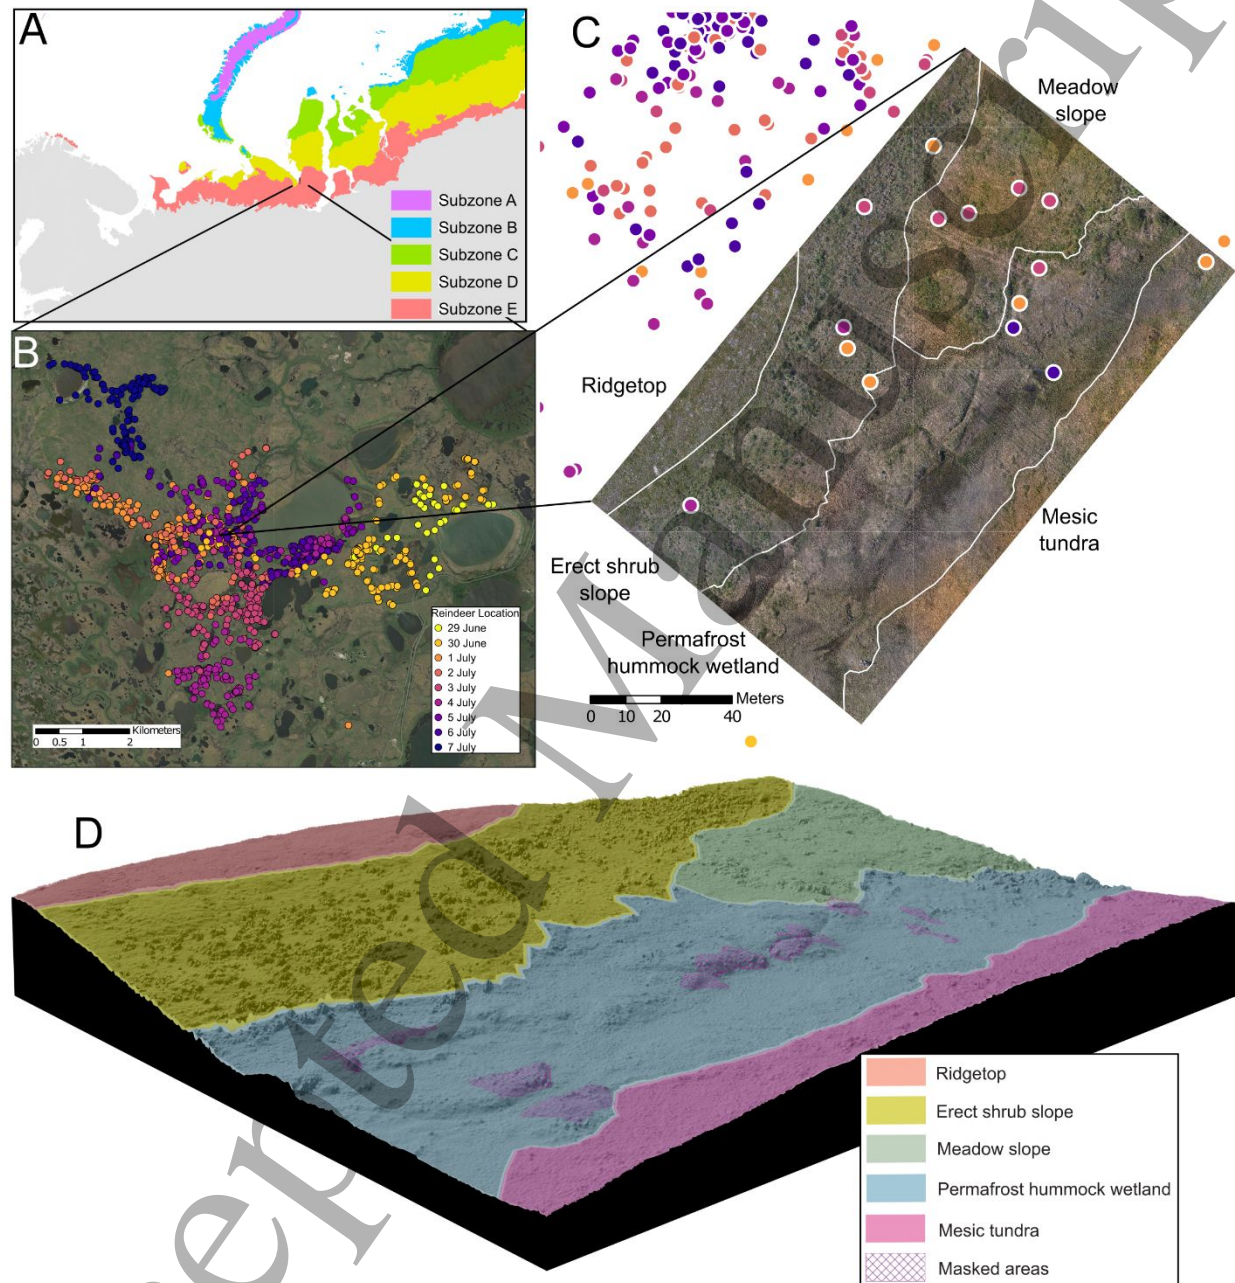 A
Subzone A
Subzone B
Subzone C
Subzone D
Subzone E
B
Reindeer Location
29 June
30 June
1 July
2 July
3 July
4 July
5 July
6 July
7 July
Kilometers
0 0.5 1 2
C
Meadow
slope
Ridgetop
Mesic
tundra
Erect shrub
slope
Permafrost
hummock wetland
Meters
0 10 20 40
D
Ridgetop
Erect shrub slope
Meadow slope
Permafrost hummock wetland
Mesic tundra
Masked areas
epted Manuscrip